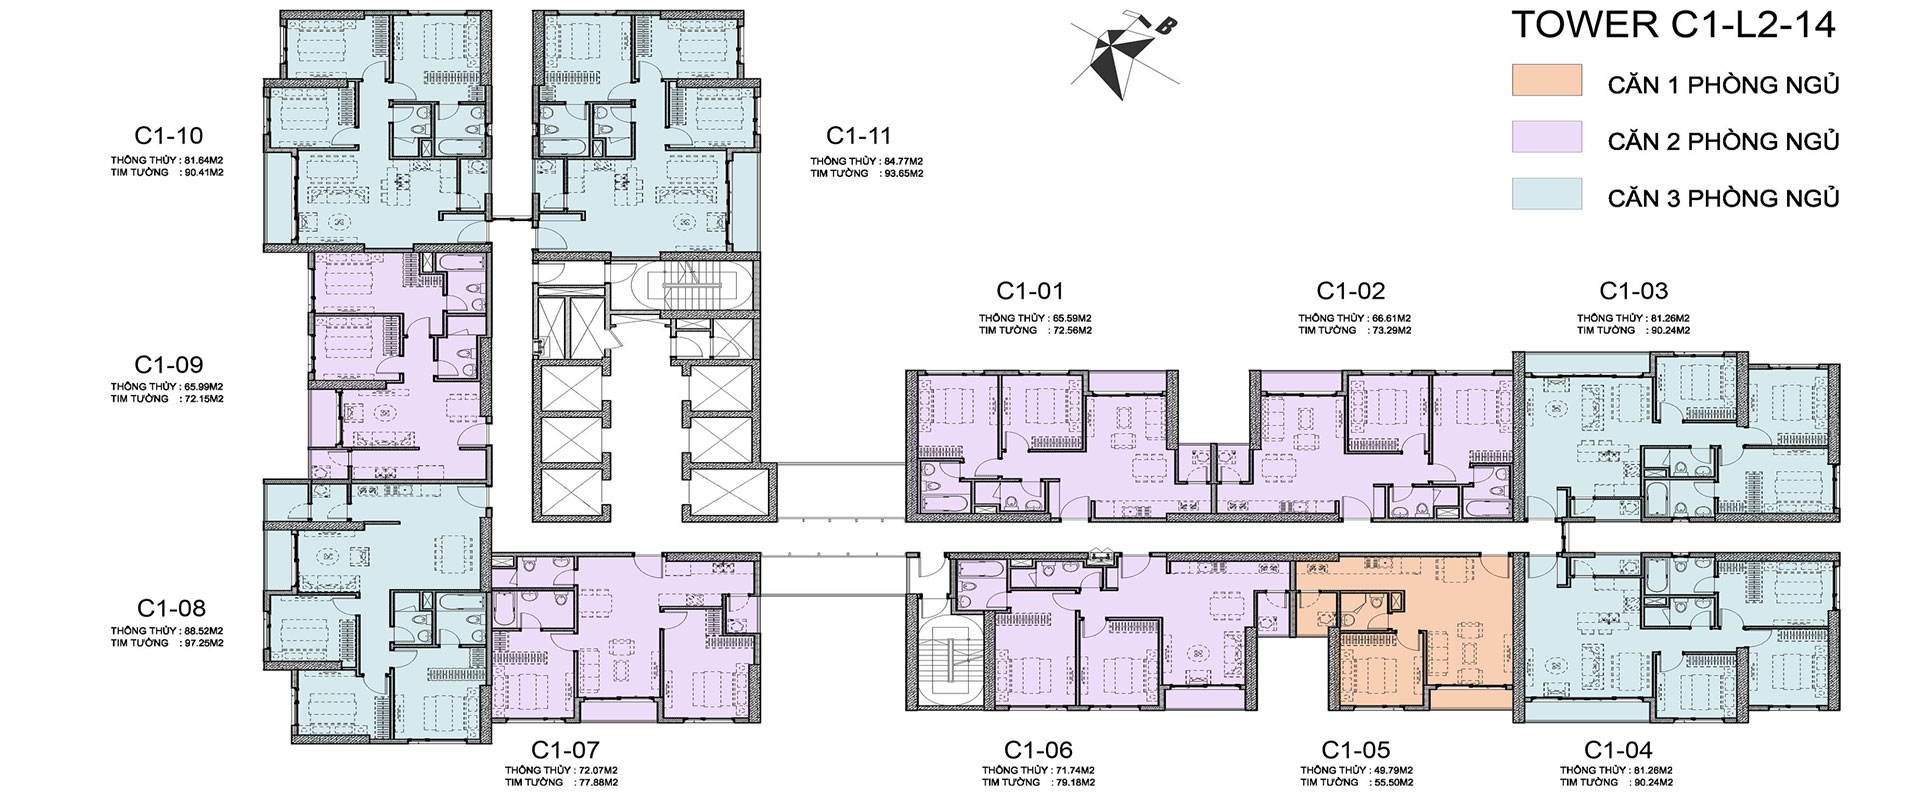 B
TOWER C1-L2-14
CĂN 1 PHÒNG NGỦ
CĂN 2 PHÒNG NGỦ
CĂN 3 PHÒNG NGỦ
C1-10
THÔNG THỦY : 81.64M2
TIM TƯỜNG : 90.41M2
C1-11
THÔNG THỦY : 84.77M2
TIM TƯỜNG : 93.65M2
C1-01
THÔNG THỦY : 65.59M2
TIM TƯỜNG : 72.56M2
C1-02
THÔNG THỦY : 66.61M2
TIM TƯỜNG : 73.29M2
C1-03
THÔNG THỦY : 81.26M2
TIM TƯỜNG : 90.24M2
C1-09
THÔNG THỦY : 65.99M2
TIM TƯỜNG : 72.15M2
C1-08
THÔNG THỦY : 88.52M2
TIM TƯỜNG : 97.25M2
C1-07
THÔNG THỦY : 72.07M2
TIM TƯỜNG : 77.88M2
C1-06
THÔNG THỦY : 71.74M2
TIM TƯỜNG : 79.18M2
C1-05
THÔNG THỦY : 49.79M2
TIM TƯỜNG : 55.50M2
C1-04
THÔNG THỦY : 81.26M2
TIM TƯỜNG : 90.24M2